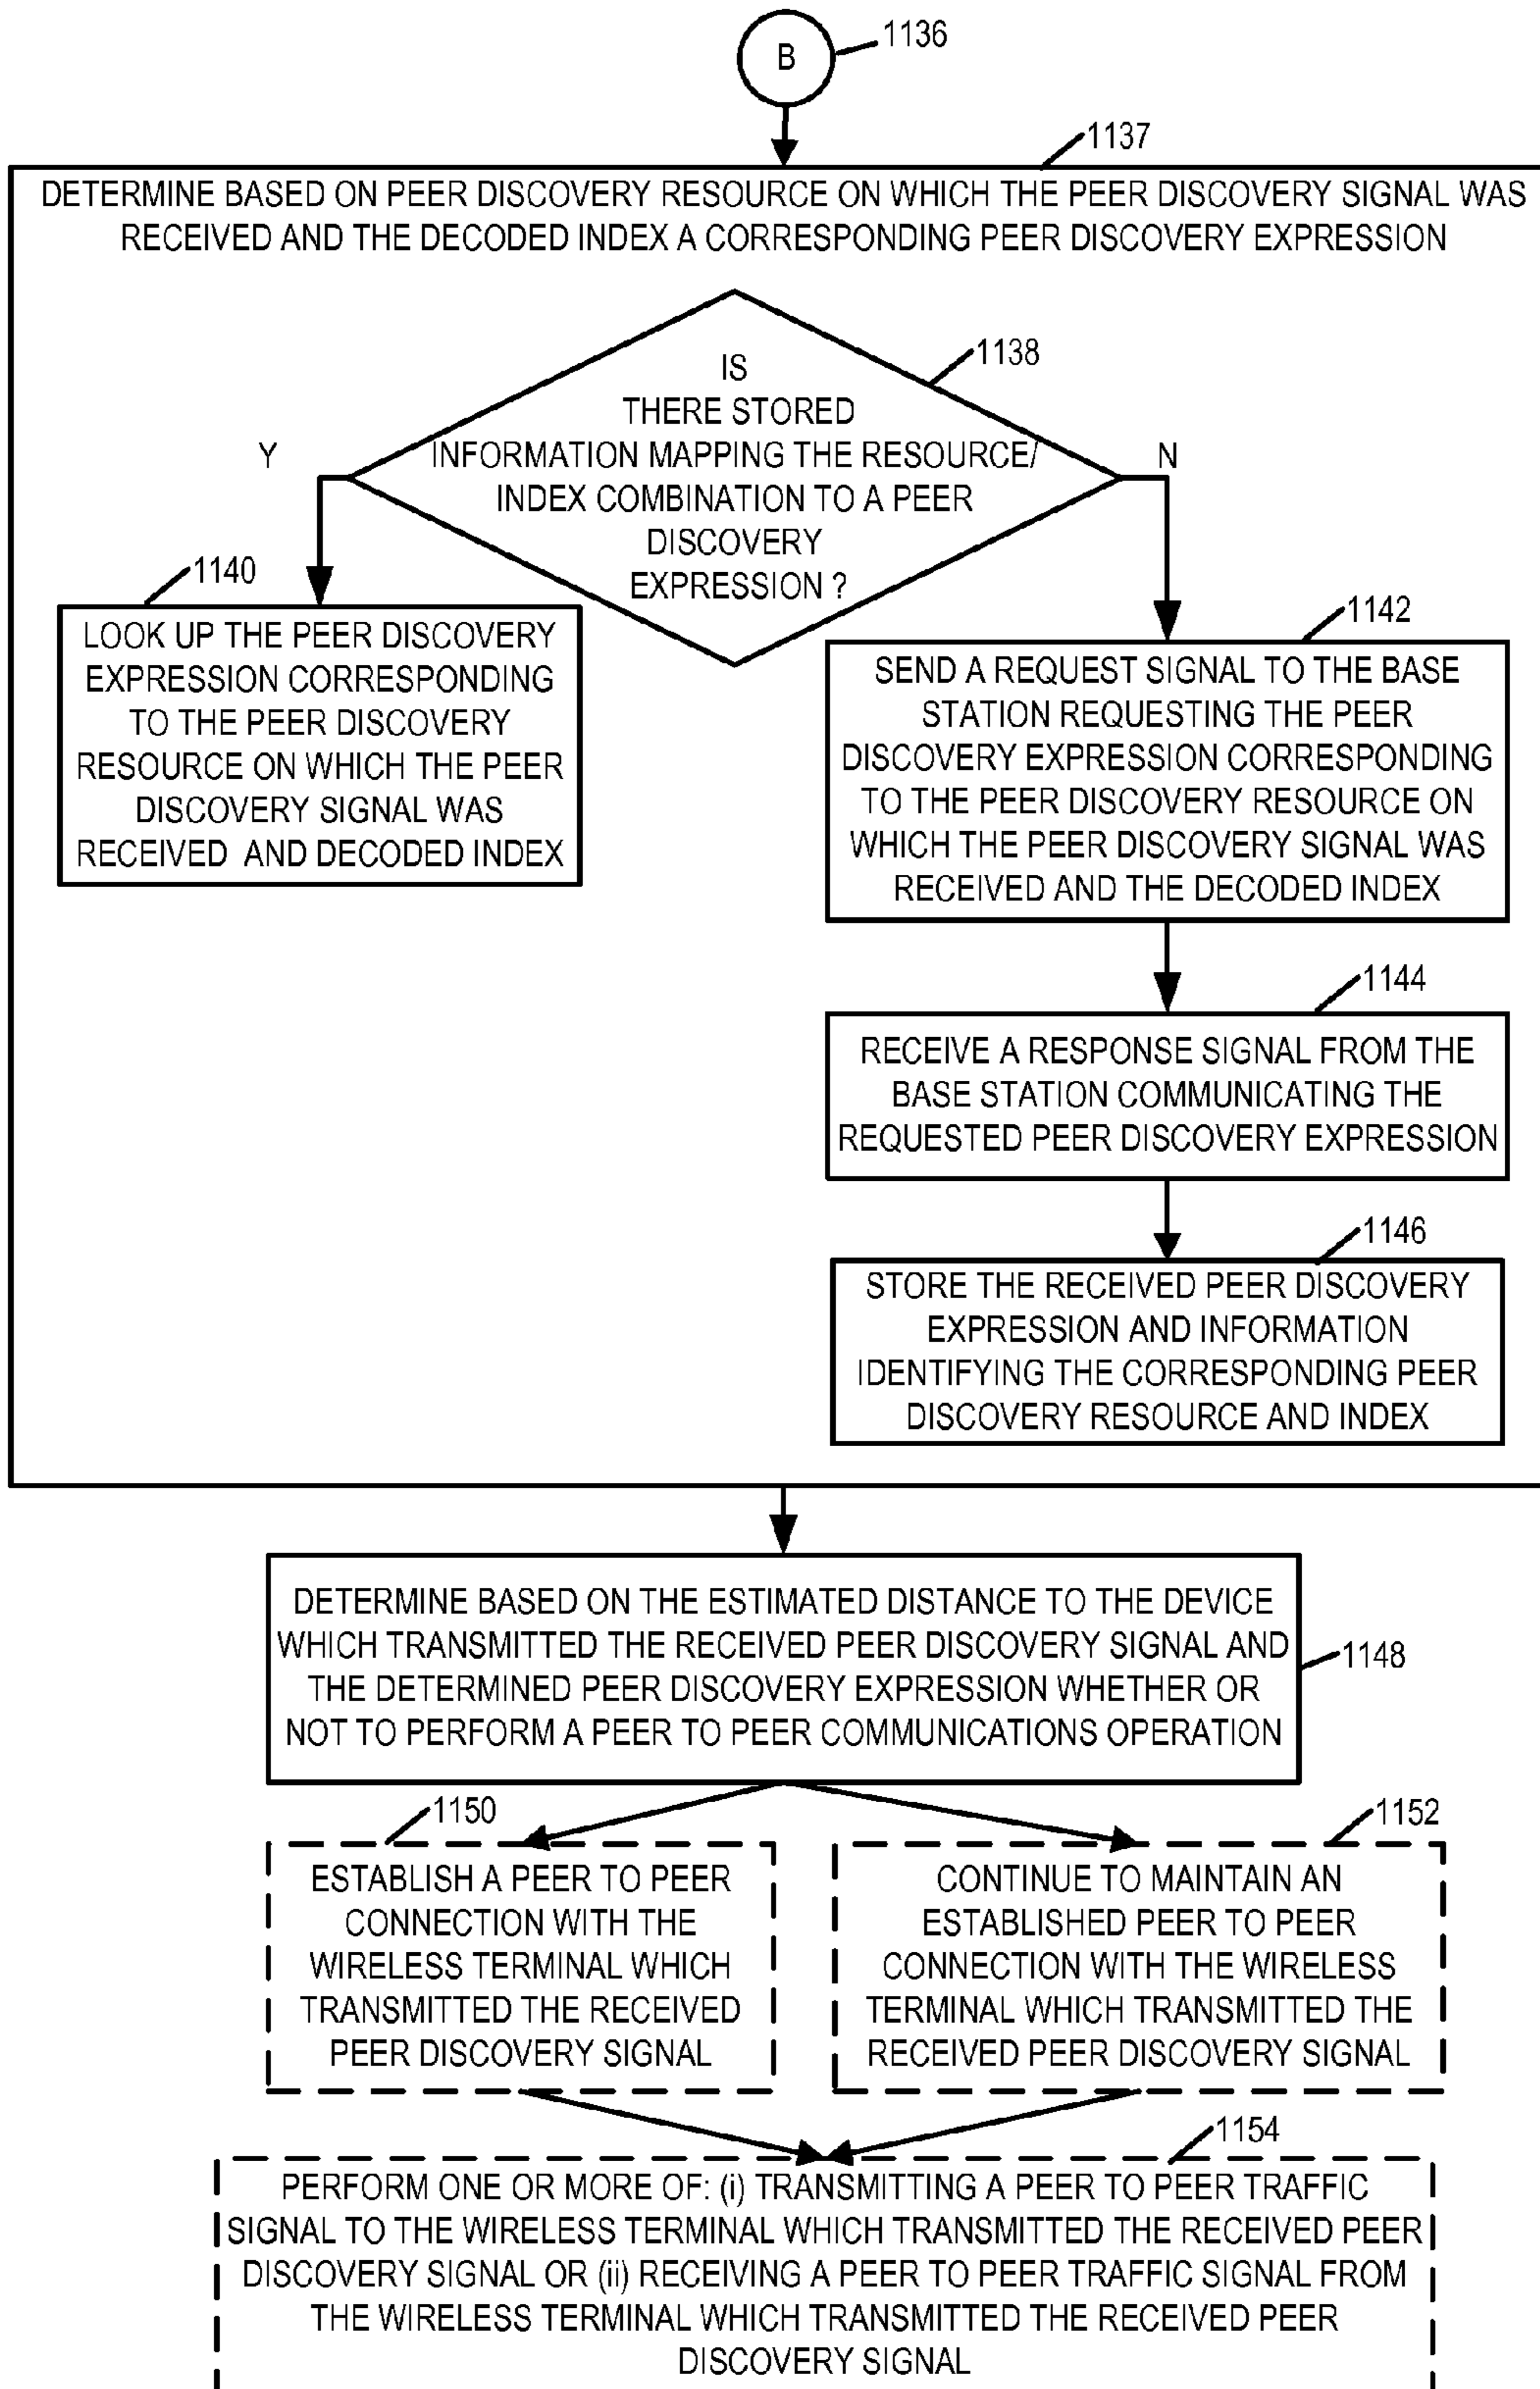 B
1136
1137
DETERMINE BASED ON PEER DISCOVERY RESOURCE ON WHICH THE PEER DISCOVERY SIGNAL WAS
RECEIVED AND THE DECODED INDEX A CORRESPONDING PEER DISCOVERY EXPRESSION
1138
IS
THERE STORED
INFORMATION MAPPING THE RESOURCE/
INDEX COMBINATION TO A PEER
DISCOVERY
EXPRESSION ?
Y
N
1140
LOOK UP THE PEER DISCOVERY
EXPRESSION CORRESPONDING
TO THE PEER DISCOVERY
RESOURCE ON WHICH THE PEER
DISCOVERY SIGNAL WAS
RECEIVED AND DECODED INDEX
1142
SEND A REQUEST SIGNAL TO THE BASE
STATION REQUESTING THE PEER
DISCOVERY EXPRESSION CORRESPONDING
TO THE PEER DISCOVERY RESOURCE ON
WHICH THE PEER DISCOVERY SIGNAL WAS
RECEIVED AND THE DECODED INDEX
1144
RECEIVE A RESPONSE SIGNAL FROM THE
BASE STATION COMMUNICATING THE
REQUESTED PEER DISCOVERY EXPRESSION
1146
STORE THE RECEIVED PEER DISCOVERY
EXPRESSION AND INFORMATION
IDENTIFYING THE CORRESPONDING PEER
DISCOVERY RESOURCE AND INDEX
DETERMINE BASED ON THE ESTIMATED DISTANCE TO THE DEVICE
WHICH TRANSMITTED THE RECEIVED PEER DISCOVERY SIGNAL AND
THE DETERMINED PEER DISCOVERY EXPRESSION WHETHER OR
NOT TO PERFORM A PEER TO PEER COMMUNICATIONS OPERATION
1148
1150
ESTABLISH A PEER TO PEER
CONNECTION WITH THE
WIRELESS TERMINAL WHICH
TRANSMITTED THE RECEIVED
PEER DISCOVERY SIGNAL
1152
CONTINUE TO MAINTAIN AN
ESTABLISHED PEER TO PEER
CONNECTION WITH THE WIRELESS
TERMINAL WHICH TRANSMITTED THE
RECEIVED PEER DISCOVERY SIGNAL
1154
PERFORM ONE OR MORE OF: (i) TRANSMITTING A PEER TO PEER TRAFFIC
SIGNAL TO THE WIRELESS TERMINAL WHICH TRANSMITTED THE RECEIVED PEER
DISCOVERY SIGNAL OR (ii) RECEIVING A PEER TO PEER TRAFFIC SIGNAL FROM
THE WIRELESS TERMINAL WHICH TRANSMITTED THE RECEIVED PEER
DISCOVERY SIGNAL